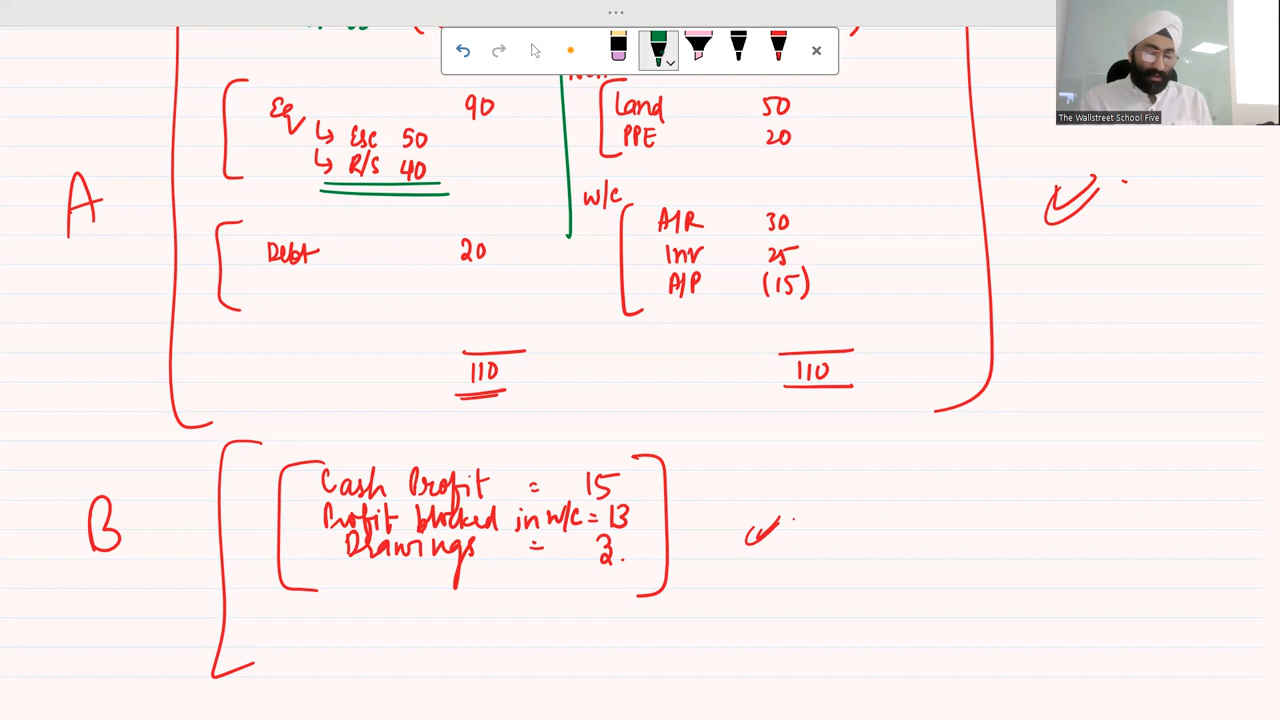 The Wallstreet School Five
Eq 90
↳ ESC 50
↳ R/S 40
Debt 20
110
Land 50
PPE 20
W/C
A/R 30
Inv 25
A/P (15)
110
A
B
Cash Profit = 15
Profit blocked in W/C = 13
Drawings =